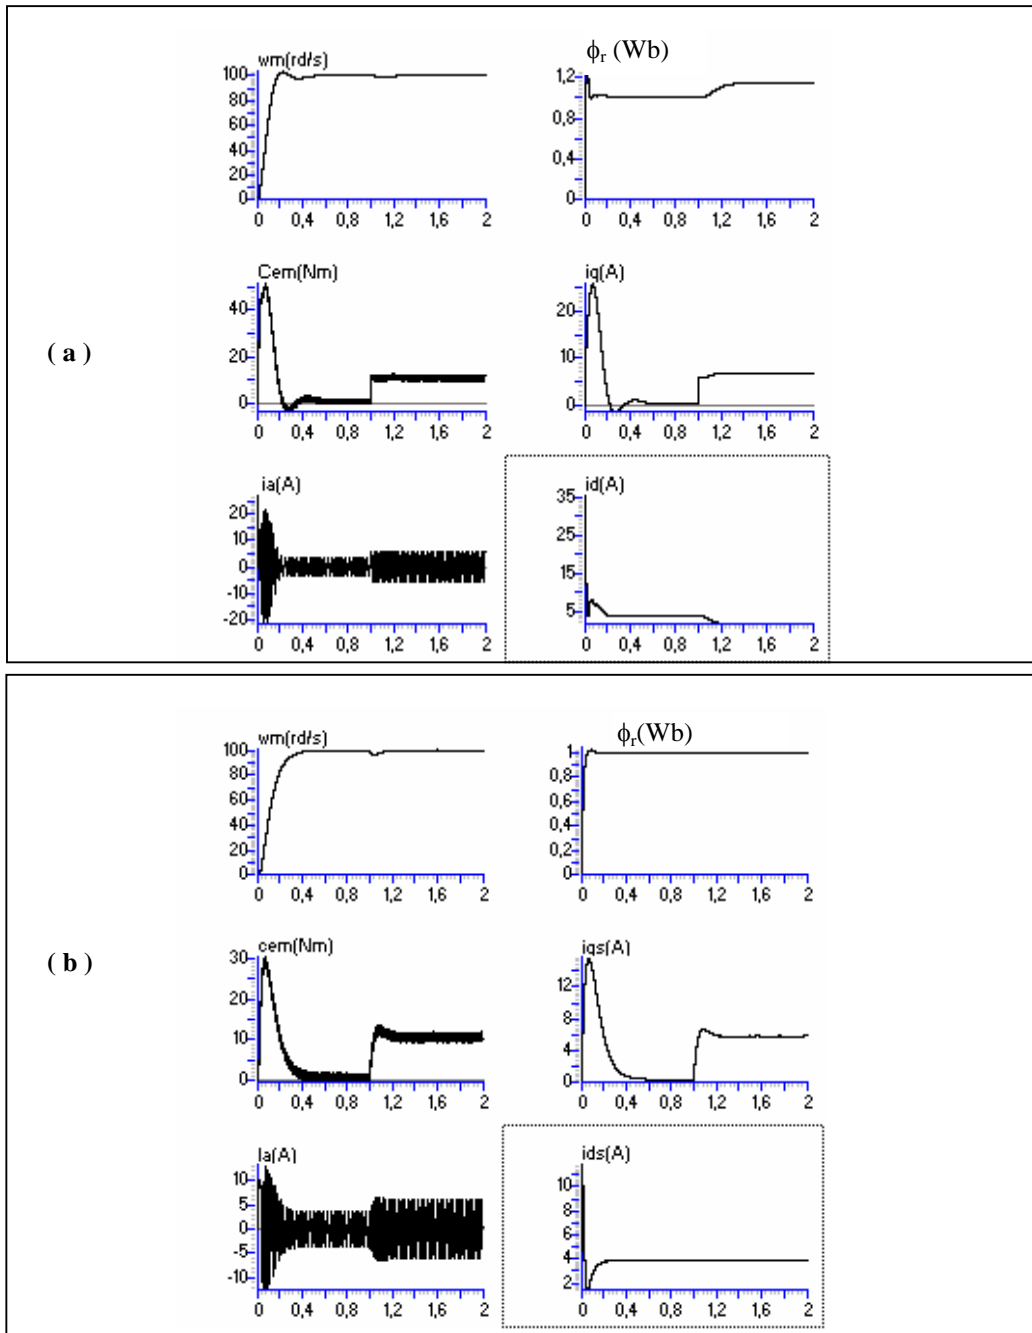 wm(rd/s)
100
80
60
40
20
0
0 0,4 0,8 1,2 1,6 2
ϕr (Wb)
1,2
0,8
0,4
0
0 0,4 0,8 1,2 1,6 2
Cem(Nm)
40
20
0
0 0,4 0,8 1,2 1,6 2
iq(A)
20
10
0
0 0,4 0,8 1,2 1,6 2
( a )
ia(A)
20
10
0
-10
-20
0 0,4 0,8 1,2 1,6 2
id(A)
35
25
15
5
0 0,4 0,8 1,2 1,6 2
wm(rd/s)
100
80
60
40
20
0
0 0,4 0,8 1,2 1,6 2
ϕr(Wb)
1
0,8
0,6
0,4
0,2
0
0 0,4 0,8 1,2 1,6 2
cem(Nm)
30
20
10
0
0 0,4 0,8 1,2 1,6 2
iqs(A)
12
8
4
0
0 0,4 0,8 1,2 1,6 2
( b )
Ia(A)
10
5
0
-5
-10
0 0,4 0,8 1,2 1,6 2
ids(A)
10
8
6
4
2
0 0,4 0,8 1,2 1,6 2